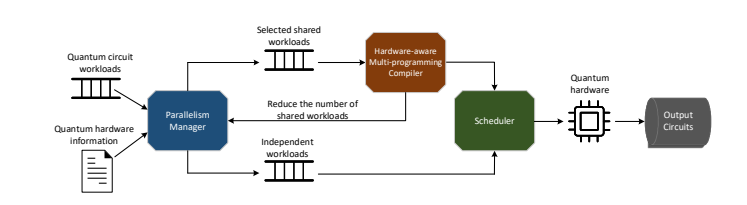 Quantum circuit
workloads
Quantum hardware
information
Parallelism
Manager
Selected shared
workloads
Hardware-aware
Multi-programming
Compiler
Reduce the number of
shared workloads
Independent
workloads
Scheduler
Quantum
hardware
Output
Circuits